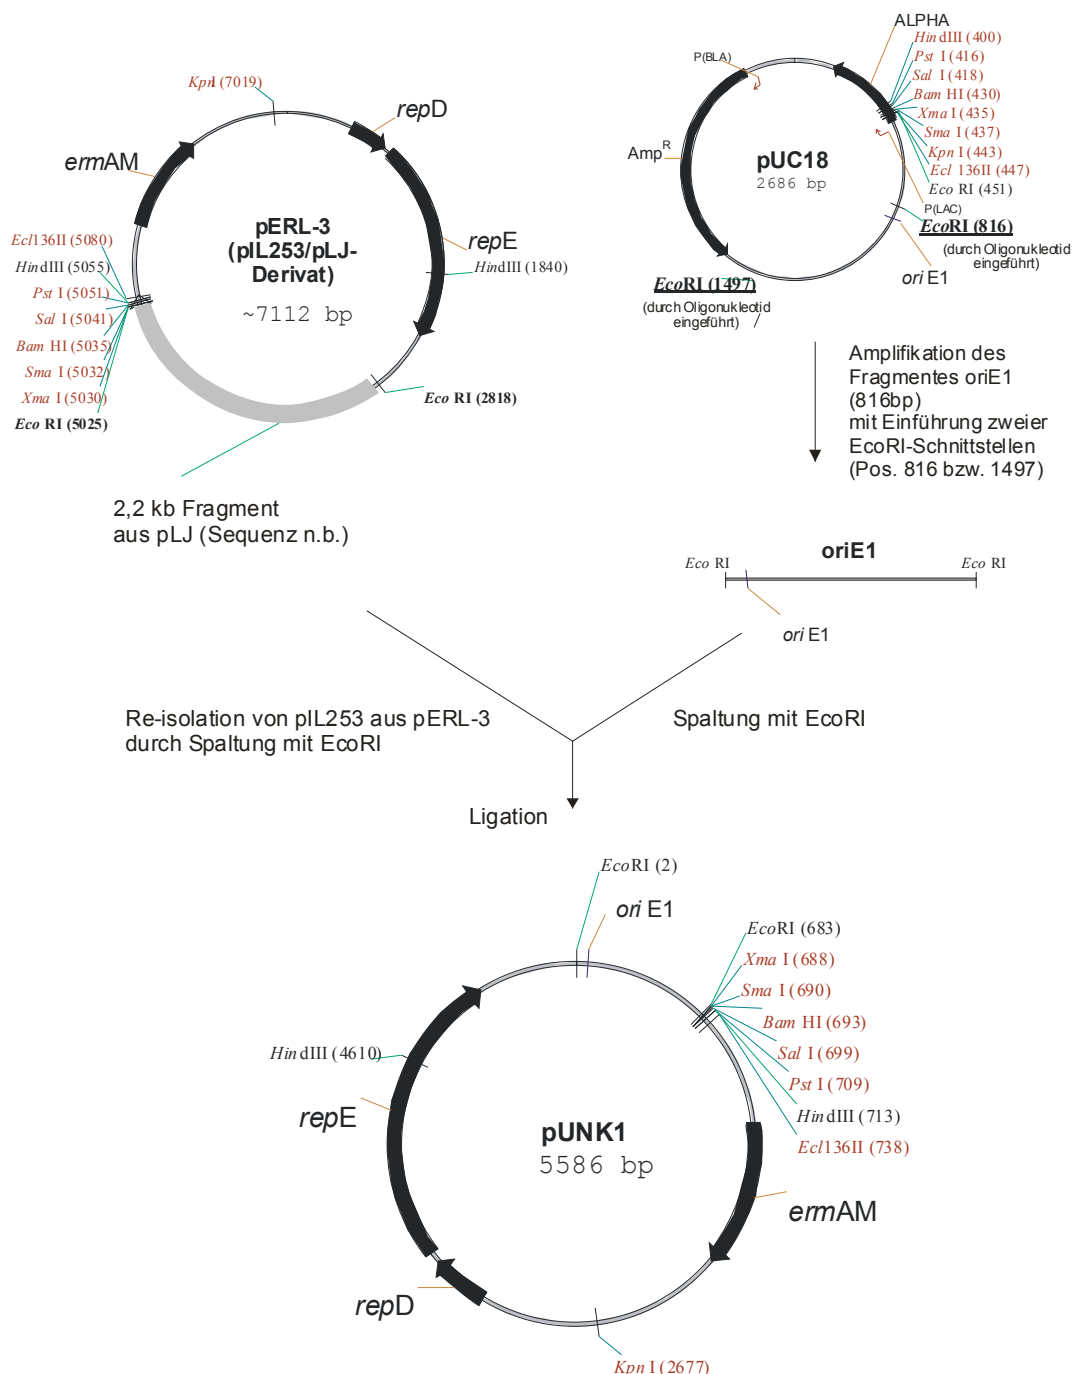 KpnI (7019)
repD
ermAM
pERL-3
(pIL253/pLJ-
Derivat)
~7112 bp
repE
HindIII (1840)
Ecl136II (5080)
HindIII (5055)
Pst I (5051)
Sal I (5041)
Bam HI (5035)
Sma I (5032)
Xma I (5030)
Eco RI (5025)
Eco RI (2818)
2,2 kb Fragment
aus pLJ (Sequenz n.b.)
ALPHA
P(BLA)
HindIII (400)
Pst I (416)
Sal I (418)
Bam HI (430)
Xma I (435)
Sma I (437)
Kpn I (443)
Ecl 136II (447)
Eco RI (451)
AmpR
pUC18
2686 bp
P(LAC)
EcoRI (816)
(durch Oligonukleotid
eingeführt)
ori E1
EcoRI (1497)
(durch Oligonukleotid
eingeführt)
Amplifikation des
Fragmentes oriE1
(816bp)
mit Einführung zweier
EcoRI-Schnittstellen
(Pos. 816 bzw. 1497)
oriE1
Eco RI
Eco RI
ori E1
Re-isolation von pIL253 aus pERL-3
durch Spaltung mit EcoRI
Spaltung mit EcoRI
Ligation
EcoRI (2)
ori E1
EcoRI (683)
Xma I (688)
Sma I (690)
Bam HI (693)
Sal I (699)
Pst I (709)
HindIII (713)
Ecl136II (738)
HindIII (4610)
repE
pUNK1
5586 bp
ermAM
repD
Kpn I (2677)